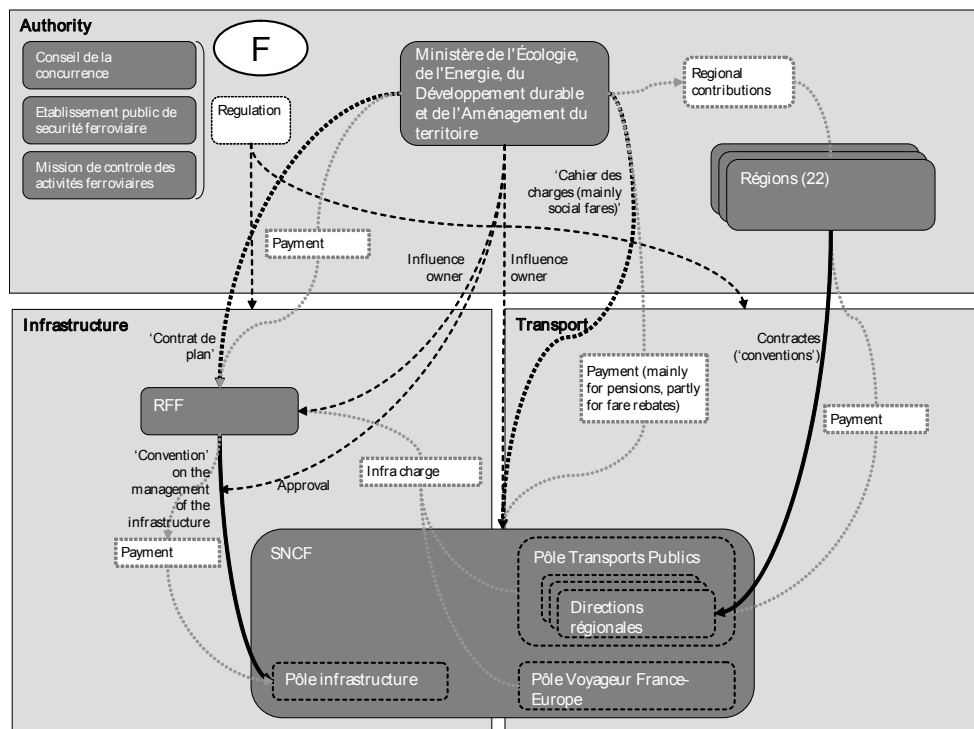 Authority
F
Conseil de la
concurrence
Etablissement public de
securité ferroviaire
Mission de controle des
activités ferroviaires
Regulation
Ministère de l'Écologie,
de l'Energie, du
Développement durable
et de l'Aménagement du
territoire
Regional
contributions
Régions (22)
'Cahier des
charges (mainly
social fares)'
Payment
Influence
owner
Influence
owner
Infrastructure
Transport
'Contrat de
plan'
Contractes
('conventions')
Payment (mainly
for pensions, partly
for fare rebates)
RFF
Payment
'Convention'
on the
management
of the
infrastructure
Infra charge
Approval
Payment
SNCF
Pôle Transports Publics
Directions
régionales
Pôle infrastructure
Pôle Voyageur France-
Europe